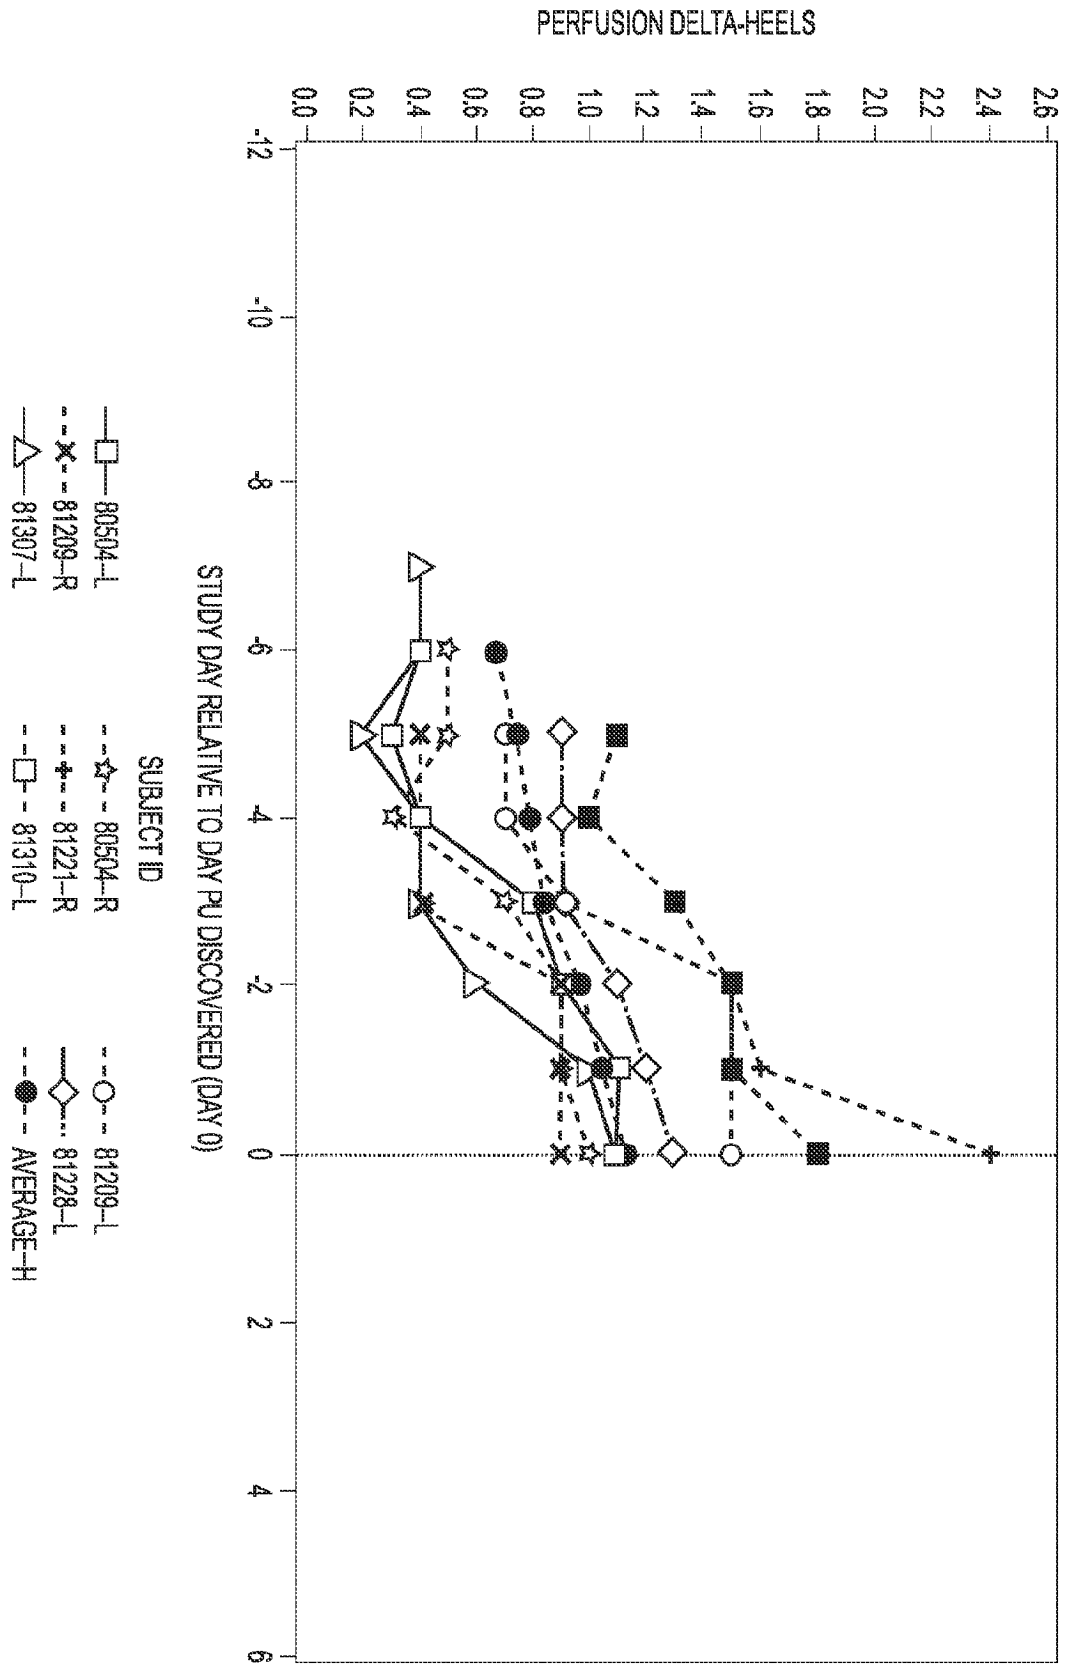 PERFUSION DELTA-HEELS
2.6
2.4
2.2
2.0
1.8
1.6
1.4
1.2
1.0
0.8
0.6
0.4
0.2
0.0
-12
-10
-8
-6
-4
-2
0
2
4
6
STUDY DAY RELATIVE TO DAY PU DISCOVERED (DAY 0)
SUBJECT ID
80504-L
80504-R
81209-L
81209-R
81221-R
81228-L
81307-L
81310-L
AVERAGE-H